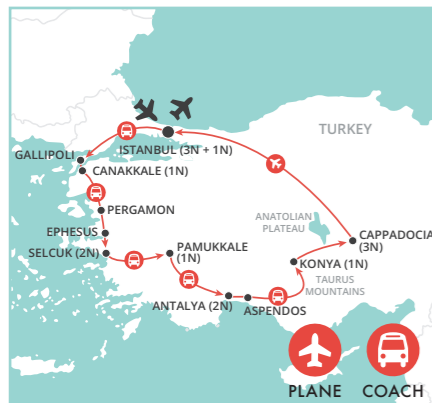 TURKEY
ISTANBUL (3N + 1N)
GALLIPOLI
CANAKKALE (1N)
PERGAMON
ANATOLIAN
PLATEAU
EPHESUS
CAPPADOCIA
(3N)
SELCUK (2N)
PAMUKKALE
(1N)
KONYA (1N)
TAURUS
MOUNTAINS
ANTALYA (2N)
ASPENDOS
PLANE
COACH